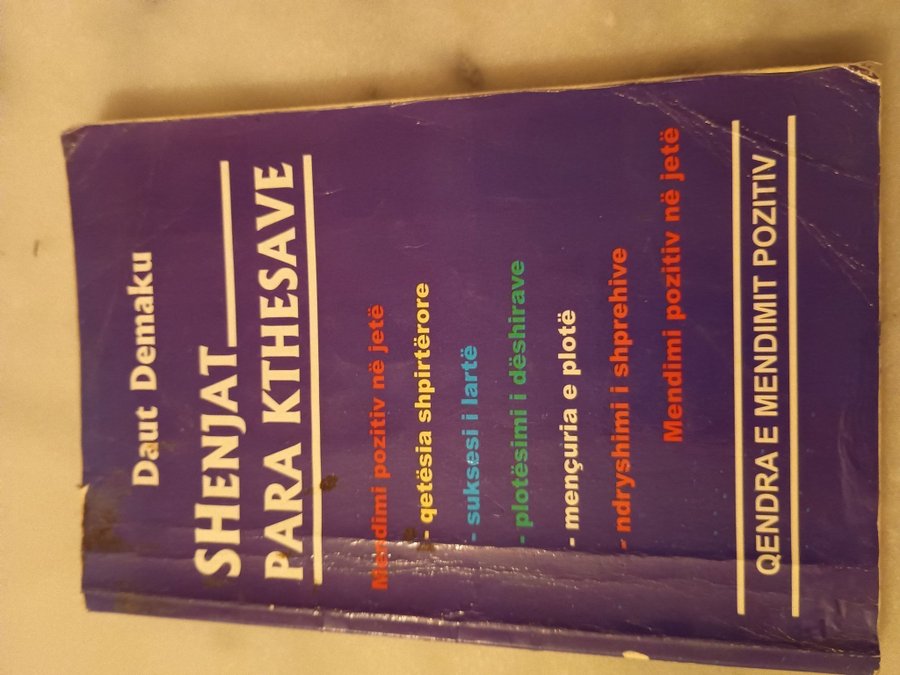 Daut Demaku
SHENJAT
PARA KTHESAVE
Mendimi pozitiv në jetë
- qetësia shpirtërore
- suksesi i lartë
- plotësimi i dëshirave
- mençuria e plotë
- ndryshimi i shprehive
Mendimi pozitiv në jetë
QENDRA E MENDIMIT POZITIV